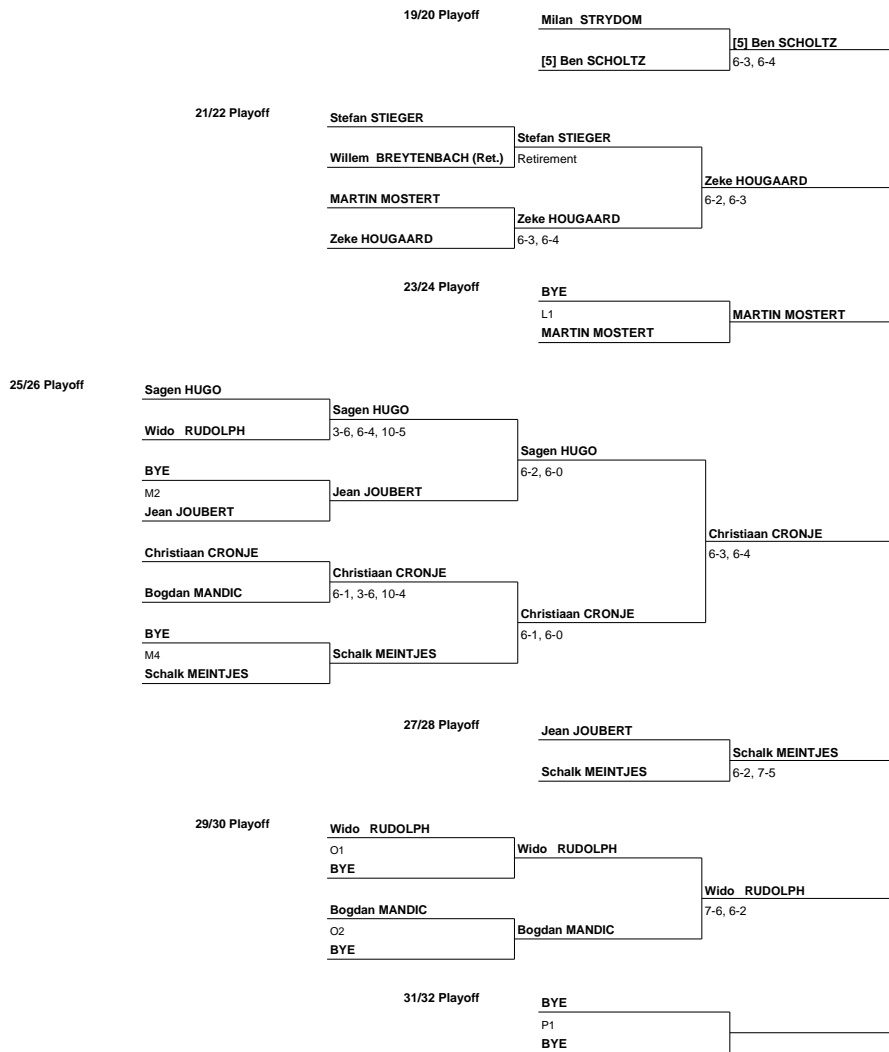 19/20 Playoff
Milan STRYDOM
[5] Ben SCHOLTZ
[5] Ben SCHOLTZ
6-3, 6-4
21/22 Playoff
Stefan STIEGER
Stefan STIEGER
Willem BREYTENBACH (Ret.)
Retirement
Zeke HOUGAARD
6-2, 6-3
MARTIN MOSTERT
Zeke HOUGAARD
Zeke HOUGAARD
6-3, 6-4
23/24 Playoff
BYE
L1
MARTIN MOSTERT
MARTIN MOSTERT
25/26 Playoff
Sagen HUGO
Sagen HUGO
Wido RUDOLPH
3-6, 6-4, 10-5
Sagen HUGO
6-2, 6-0
BYE
M2
Jean JOUBERT
Jean JOUBERT
Christiaan CRONJE
6-3, 6-4
Christiaan CRONJE
Christiaan CRONJE
Bogdan MANDIC
6-1, 3-6, 10-4
Christiaan CRONJE
6-1, 6-0
BYE
M4
Schalk MEINTJES
Schalk MEINTJES
27/28 Playoff
Jean JOUBERT
Schalk MEINTJES
Schalk MEINTJES
6-2, 7-5
29/30 Playoff
Wido RUDOLPH
O1
Wido RUDOLPH
BYE
Wido RUDOLPH
7-6, 6-2
Bogdan MANDIC
O2
Bogdan MANDIC
BYE
31/32 Playoff
BYE
P1
BYE